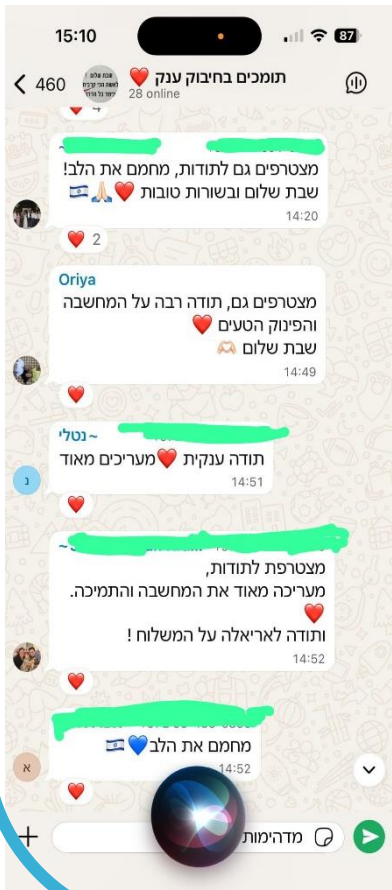 15:10
87
460
תומכים בחיבוק ענק ❤️
28 online
מצטרפים גם לתודות, מחמם את הלב!
שבת שלום ובשורות טובות ❤️🙏🏻🇮🇱
14:20
❤️ 2
Oriya
מצטרפים גם, תודה רבה על המחשבה
והפינוק הטעים ❤️
שבת שלום 🫶🏻
14:49
~נטלי
תודה ענקית ❤️מעריכים מאוד
נ
14:51
מצטרפת לתודות,
מעריכה מאוד את המחשבה והתמיכה.
❤️
ותודה לאריאלה על המשלוח !
14:52
מחמם את הלב💙🇮🇱
א
14:52
מדהימות